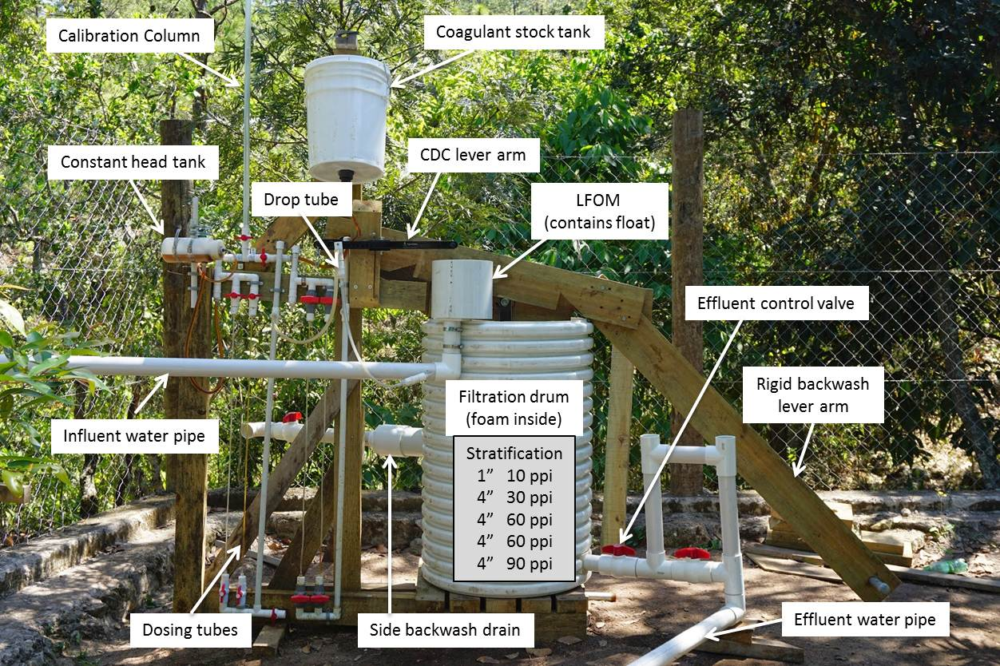 Calibration Column
Coagulant stock tank
Constant head tank
CDC lever arm
Drop tube
LFOM
(contains float)
Effluent control valve
Rigid backwash
lever arm
Filtration drum
(foam inside)
Influent water pipe
Stratification
1” 10 ppi
4” 30 ppi
4” 60 ppi
4” 60 ppi
4” 90 ppi
Dosing tubes
Side backwash drain
Effluent water pipe